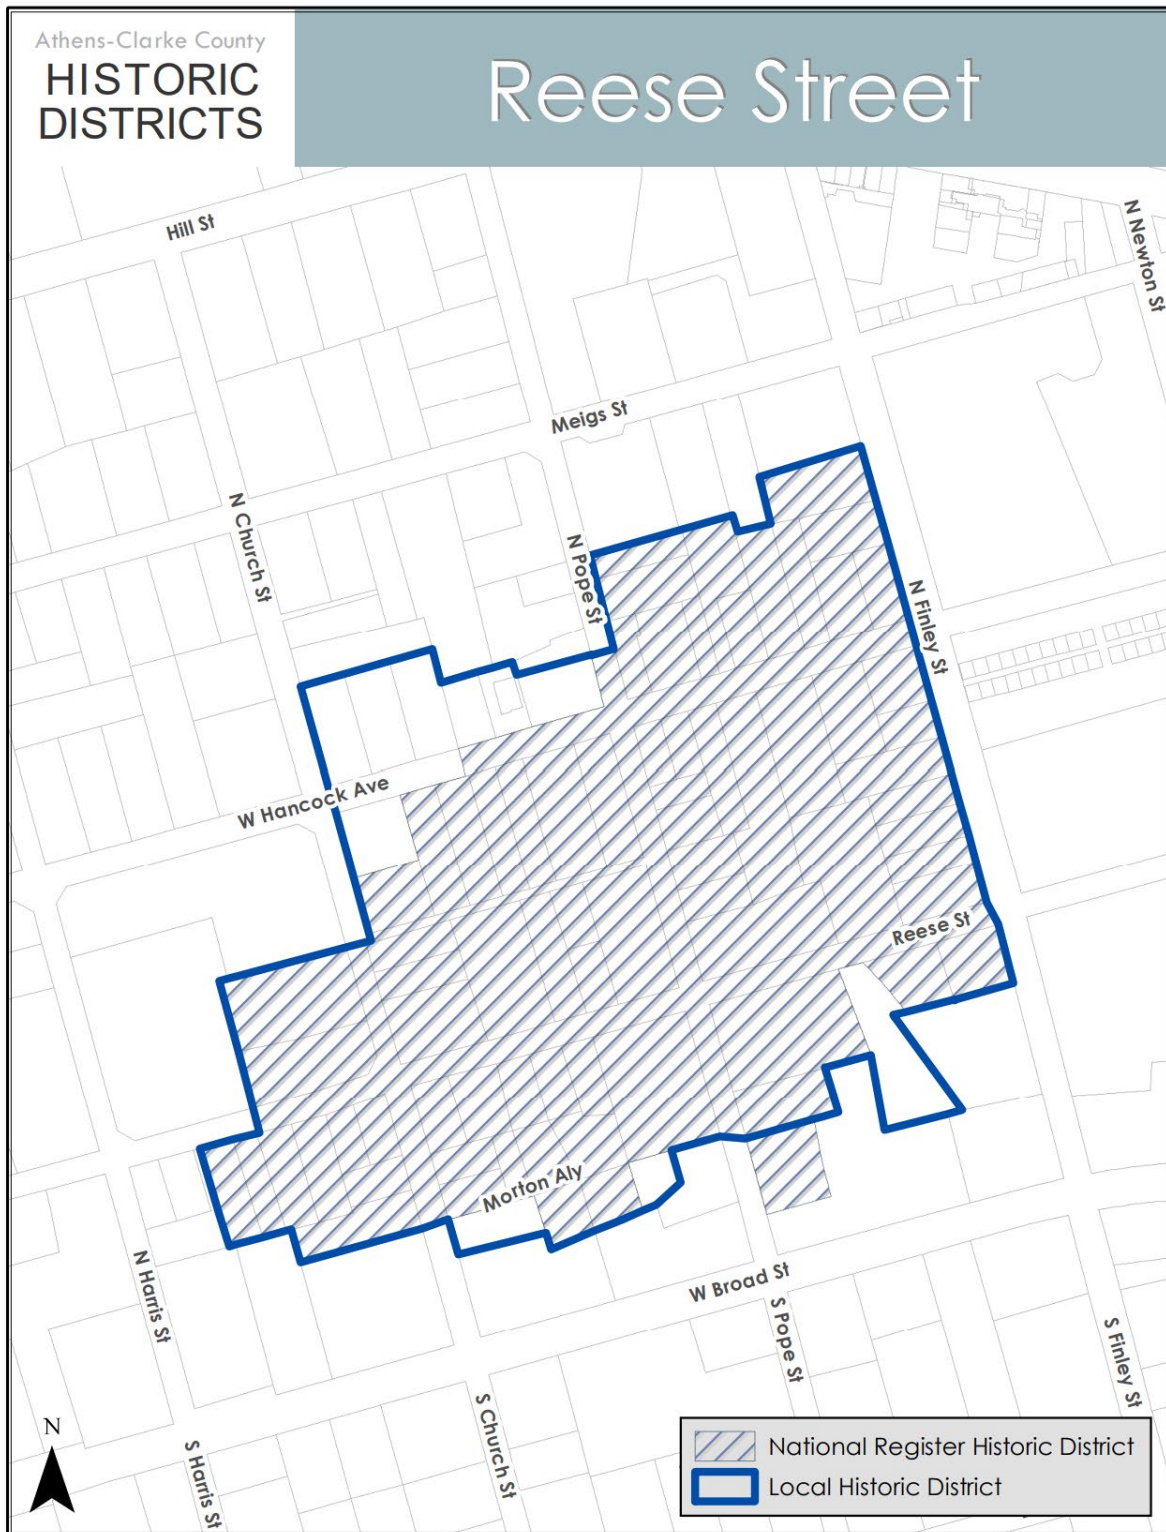 Athens-Clarke County
HISTORIC
DISTRICTS
Reese Street
Hill St
N Newton St
Meigs St
N Church St
N Pope St
N Finley St
W Hancock Ave
Reese St
Morton Aly
N Harris St
W Broad St
S Pope St
S Finley St
S Church St
S Harris St
N
National Register Historic District
Local Historic District